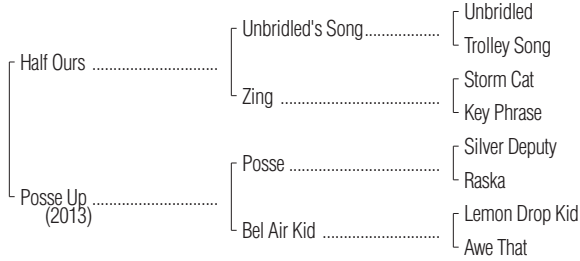 Unbridled
Unbridled's Song..................
Trolley Song
Half Ours ..............................
Storm Cat
Zing ......................................
Key Phrase
Silver Deputy
Posse ....................................
Raska
Posse Up ..............................
(2013)
Lemon Drop Kid
Bel Air Kid ............................
Awe That